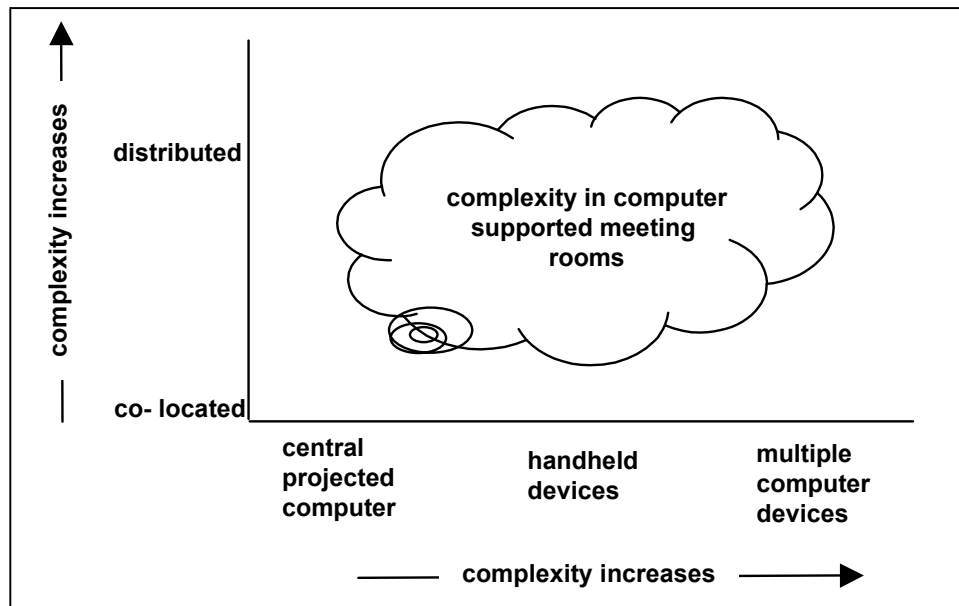 complexity increases
distributed
co- located
complexity in computer
supported meeting
rooms
central
projected
computer
handheld
devices
multiple
computer
devices
complexity increases